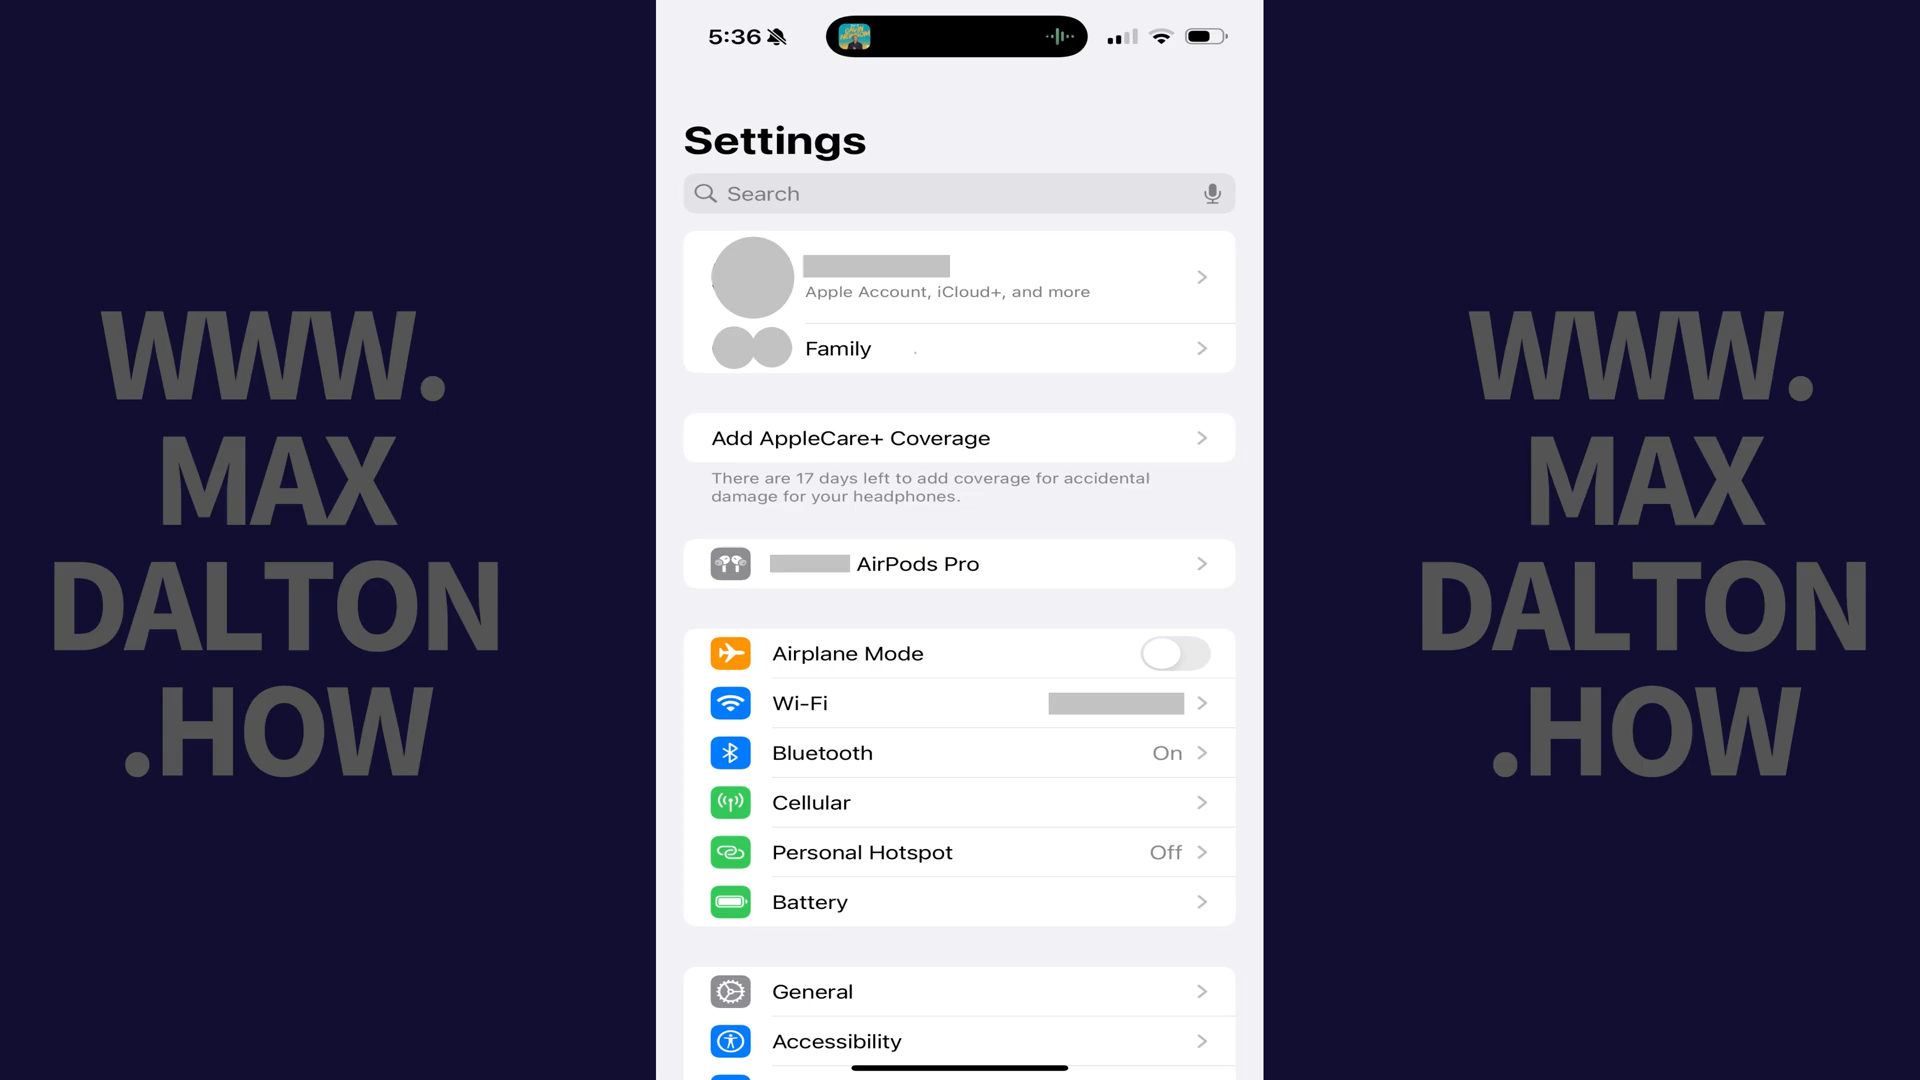 WWW.
MAX
DALTON
.HOW
5:36
Settings
Search
Apple Account, iCloud+, and more
Family
Add AppleCare+ Coverage
There are 17 days left to add coverage for accidental
damage for your headphones.
AirPods Pro
Airplane Mode
Wi-Fi
Bluetooth On
Cellular
Personal Hotspot Off
Battery
General
Accessibility
WWW.
MAX
DALTON
.HOW